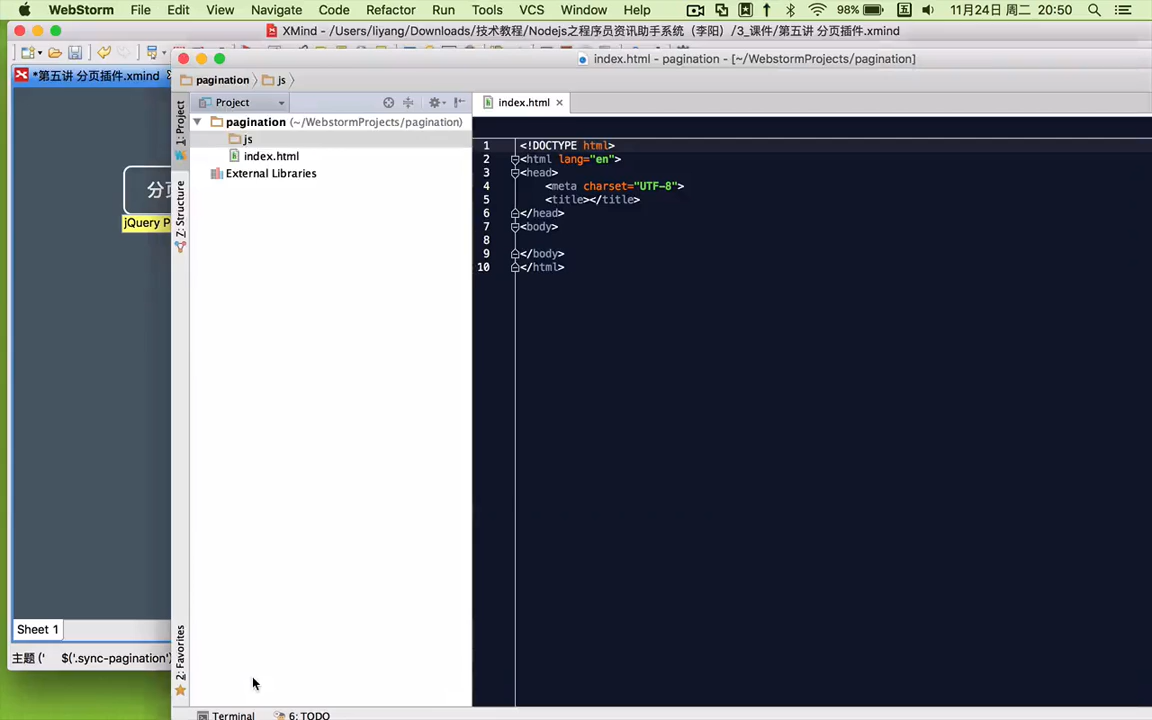 WebStorm File Edit View Navigate Code Refactor Run Tools VCS Window Help 98% 五 11月24日 周二 20:50
XMind - /Users/liyang/Downloads/技术教程/Nodejs之程序员资讯助手系统（李阳）/3_课件/第五讲 分页插件.xmind
*第五讲 分页插件.xmind
index.html - pagination - [~/WebstormProjects/pagination]
pagination js
Project
index.html
1: Project
pagination (~/WebstormProjects/pagination)
js
index.html
External Libraries
Z: Structure
分
jQuery P
1 <!DOCTYPE html>
2 <html lang="en">
3 <head>
4 <meta charset="UTF-8">
5 <title></title>
6 </head>
7 <body>
8
9 </body>
10 </html>
Sheet 1
主题 (' $('.sync-pagination')
2: Favorites
Terminal 6: TODO